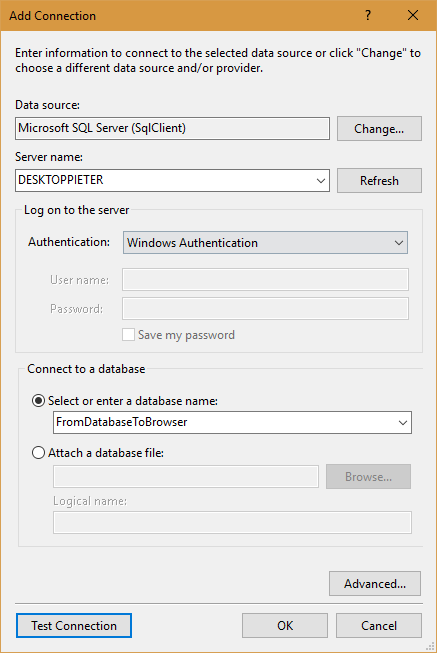 Add Connection
?
Enter information to connect to the selected data source or click "Change" to
choose a different data source and/or provider.
Data source:
Microsoft SQL Server (SqlClient)
Change...
Server name:
DESKTOPPIETER
Refresh
Log on to the server
Authentication:
Windows Authentication
User name:
Password:
Save my password
Connect to a database
Select or enter a database name:
FromDatabaseToBrowser
Attach a database file:
Browse...
Logical name:
Advanced...
Test Connection
OK
Cancel